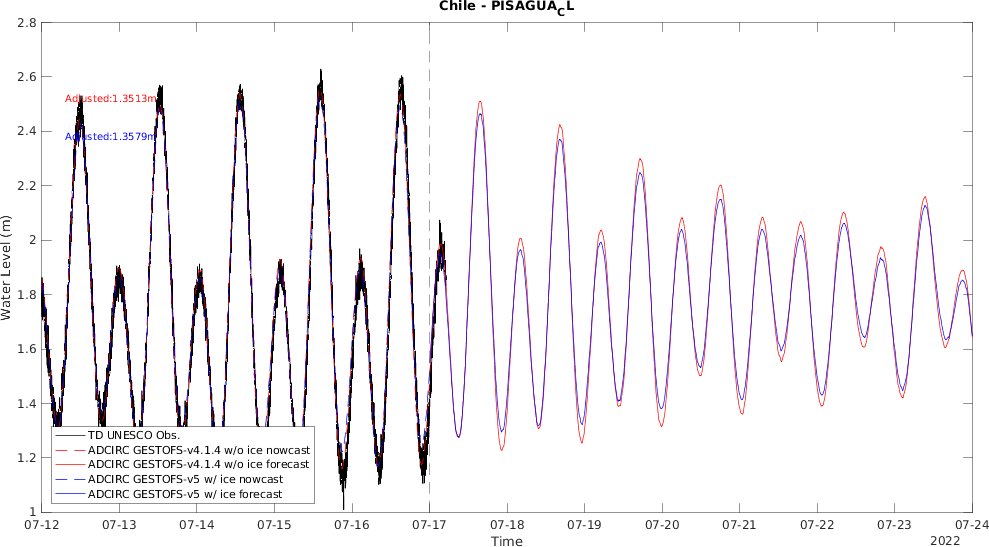 Chile - PISAGUA_CL
2.8
2.6
2.4
2.2
2
1.8
1.6
1.4
1.2
1
Water Level (m)
Adjusted:1.3513m
Adjusted:1.3579m
TD UNESCO Obs.
ADCIRC GESTOFS-v4.1.4 w/o ice nowcast
ADCIRC GESTOFS-v4.1.4 w/o ice forecast
ADCIRC GESTOFS-v5 w/ ice nowcast
ADCIRC GESTOFS-v5 w/ ice forecast
07-12 07-13 07-14 07-15 07-16 07-17 07-18 07-19 07-20 07-21 07-22 07-23 07-24
Time
2022